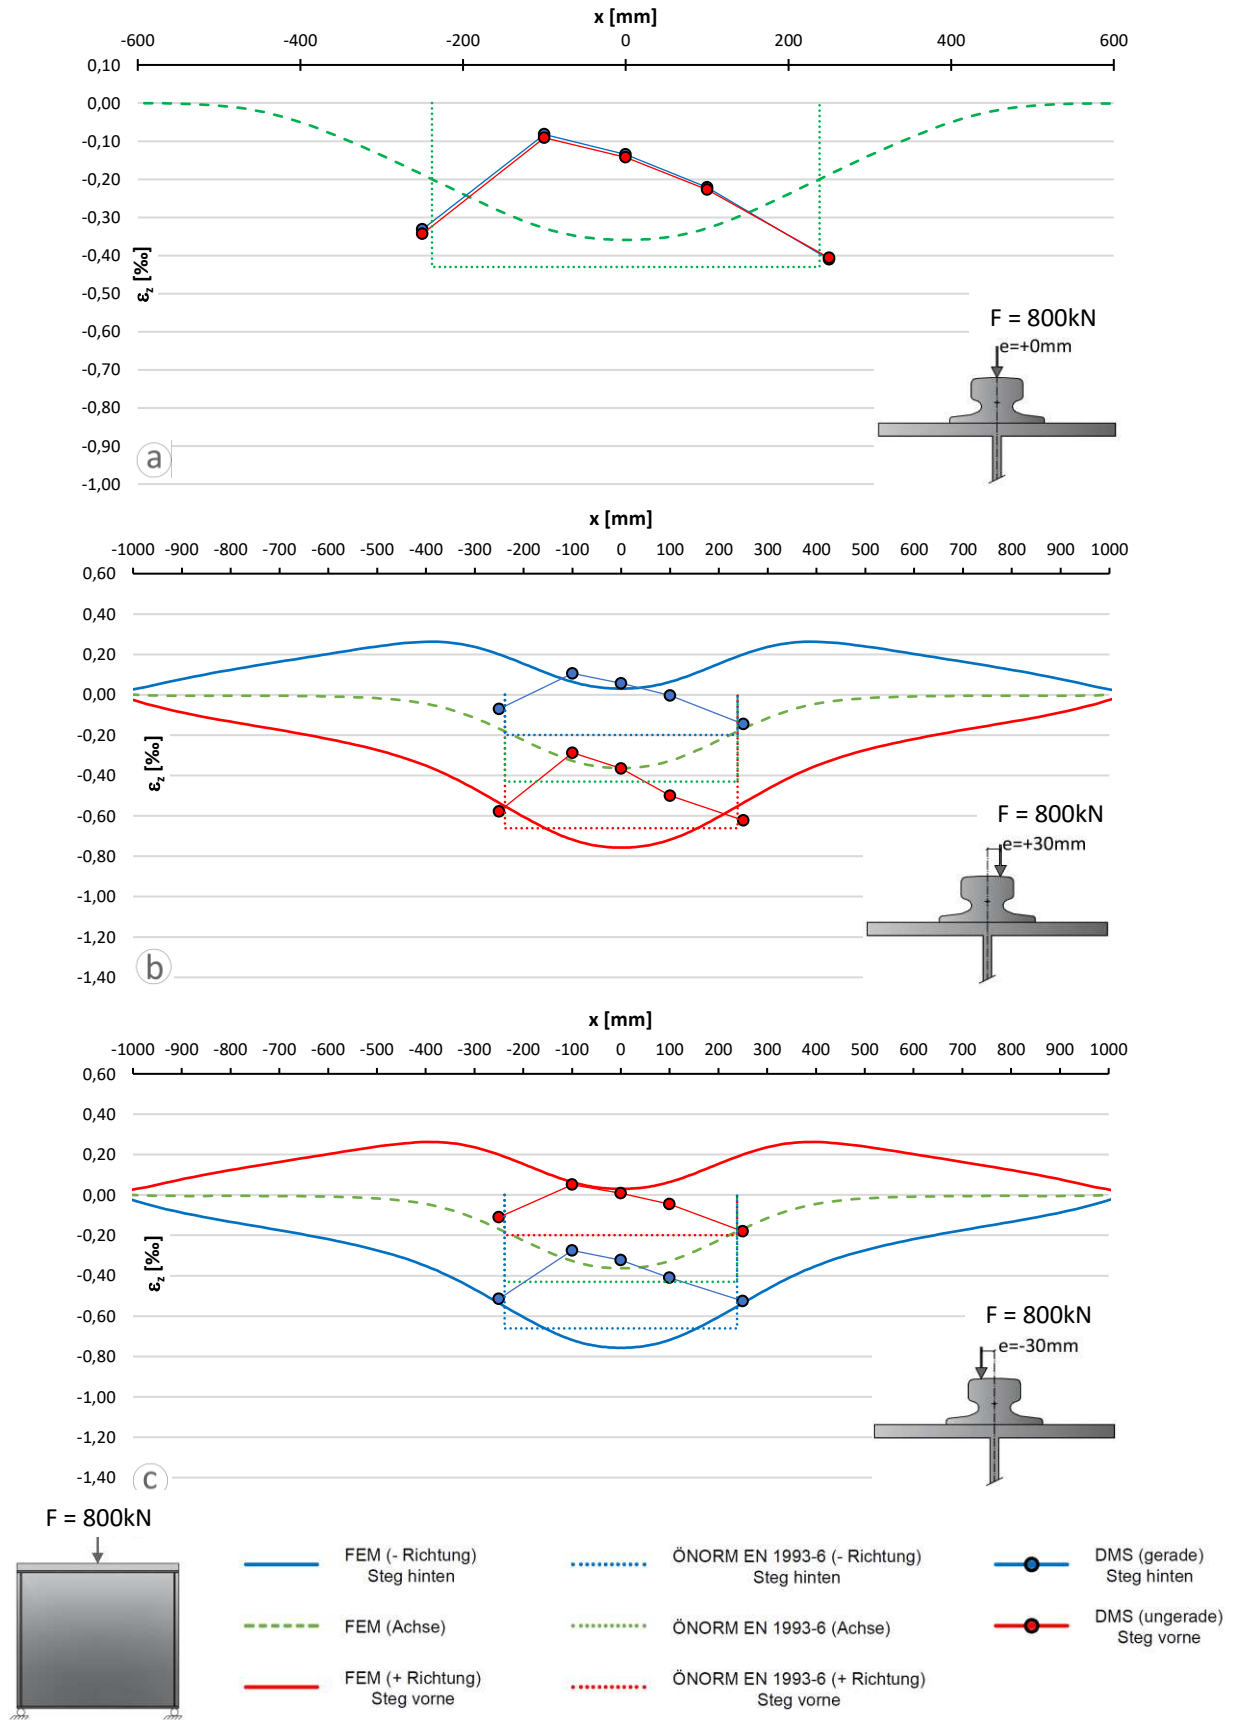 x [mm]
-600 -400 -200 0 200 400 600
0,10
0,00
-0,10
-0,20
-0,30
-0,40
-0,50
-0,60
-0,70
-0,80
-0,90
-1,00
εz [‰]
F = 800kN
e=+0mm
a
x [mm]
-1000 -900 -800 -700 -600 -500 -400 -300 -200 -100 0 100 200 300 400 500 600 700 800 900 1000
0,60
0,40
0,20
0,00
-0,20
-0,40
-0,60
-0,80
-1,00
-1,20
-1,40
εz [‰]
F = 800kN
e=+30mm
b
x [mm]
-1000 -900 -800 -700 -600 -500 -400 -300 -200 -100 0 100 200 300 400 500 600 700 800 900 1000
0,60
0,40
0,20
0,00
-0,20
-0,40
-0,60
-0,80
-1,00
-1,20
-1,40
εz [‰]
F = 800kN
e=-30mm
c
F = 800kN
FEM (- Richtung)
Steg hinten
ÖNORM EN 1993-6 (- Richtung)
Steg hinten
DMS (gerade)
Steg hinten
FEM (Achse)
ÖNORM EN 1993-6 (Achse)
DMS (ungerade)
Steg vorne
FEM (+ Richtung)
Steg vorne
ÖNORM EN 1993-6 (+ Richtung)
Steg vorne